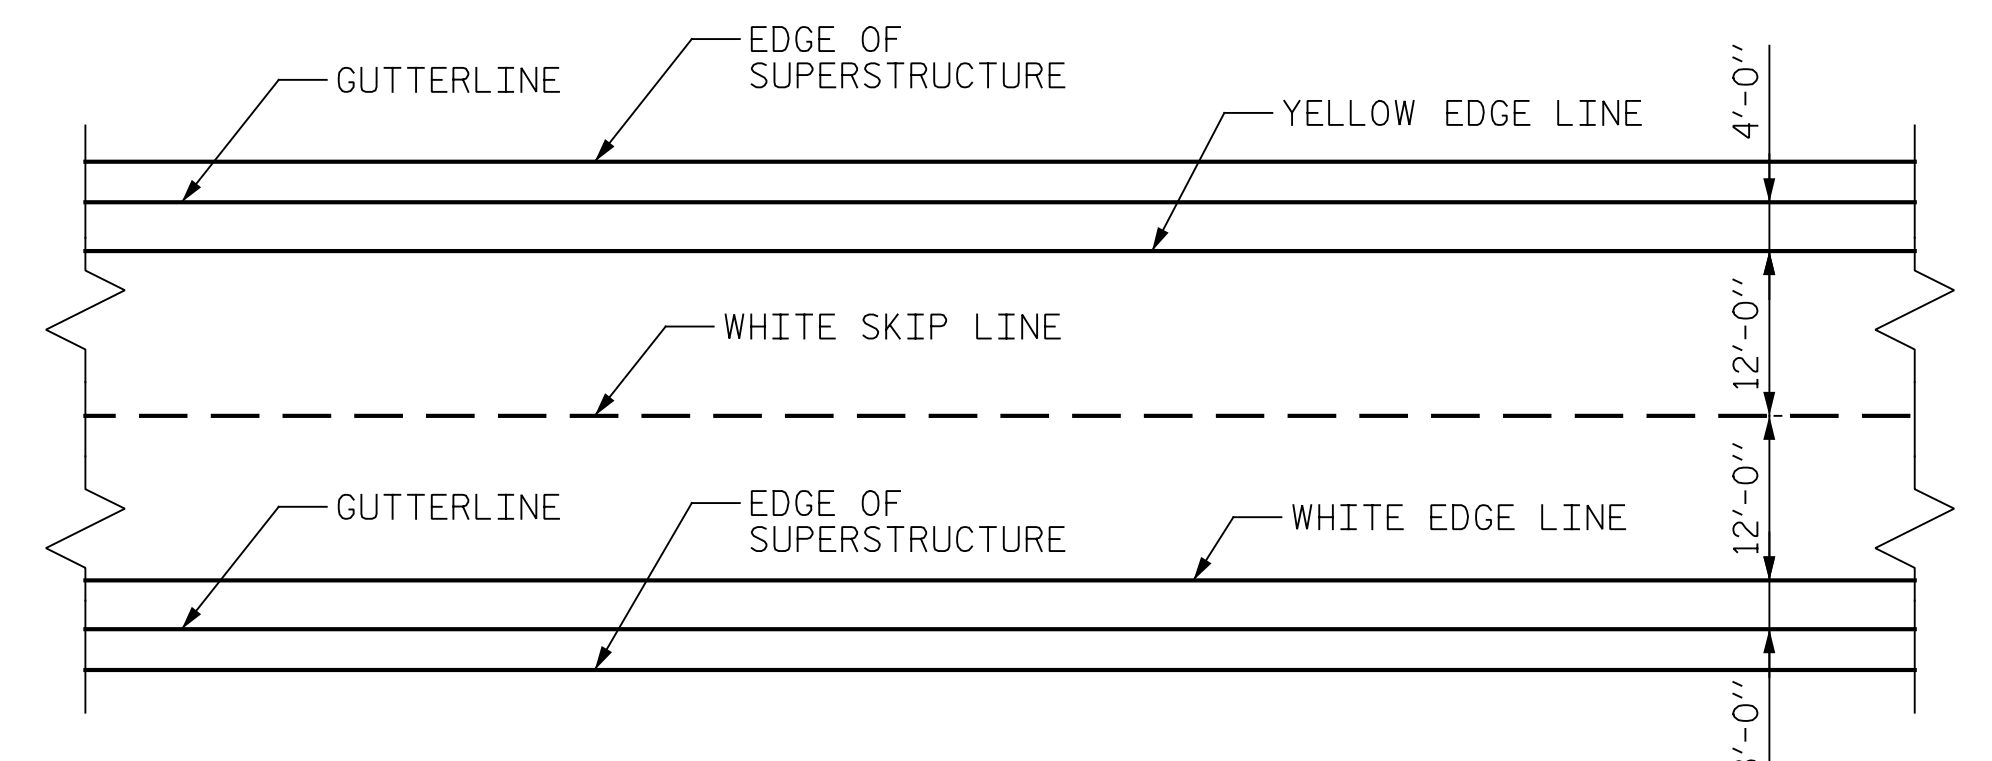 EDGE OF
SUPERSTRUCTURE
GUTTERLINE
YELLOW EDGE LINE
4'-0"
12'-0"
WHITE SKIP LINE
12'-0"
GUTTERLINE
EDGE OF
SUPERSTRUCTURE
WHITE EDGE LINE